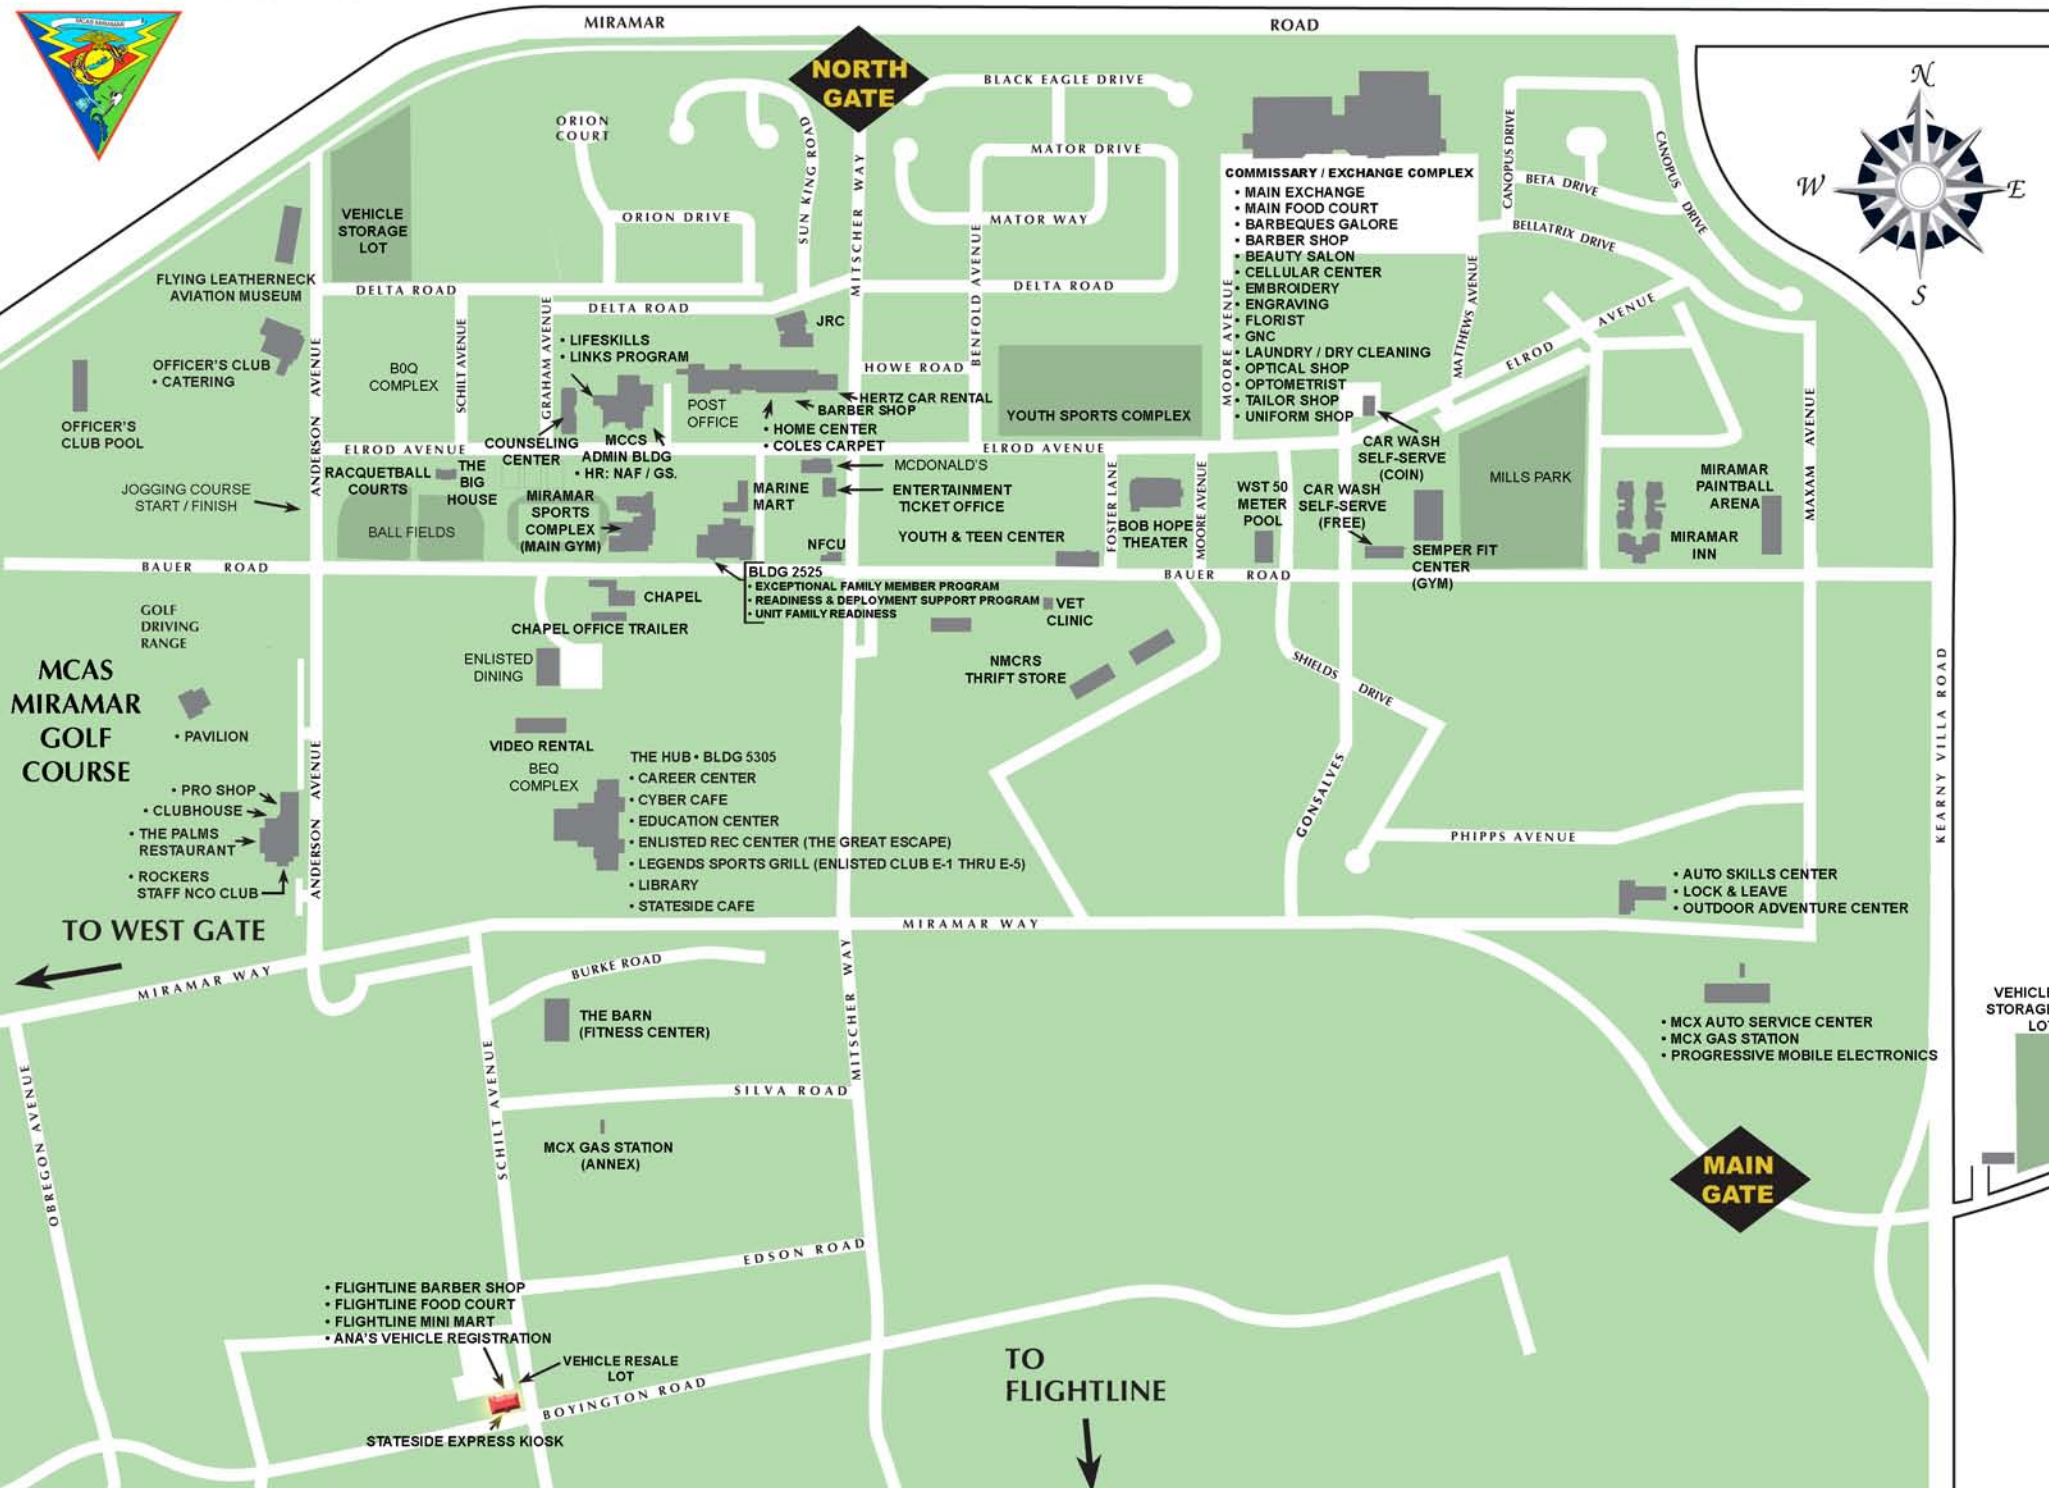 MCAS MIRAMAR
MIRAMAR ROAD
NORTH
GATE
BLACK EAGLE DRIVE
ORION
COURT
SUN KING ROAD
MITSCHER WAY
MATOR DRIVE
CANOPUS DRIVE
CANOPUS DRIVE
BETA DRIVE
BELLATRIX DRIVE
N
W
E
S
VEHICLE
STORAGE
LOT
ORION DRIVE
MATOR WAY
COMMISSARY / EXCHANGE COMPLEX
• MAIN EXCHANGE
• MAIN FOOD COURT
• BARBEQUES GALORE
• BARBER SHOP
• BEAUTY SALON
• CELLULAR CENTER
• EMBROIDERY
• ENGRAVING
• FLORIST
• GNC
• LAUNDRY / DRY CLEANING
• OPTICAL SHOP
• OPTOMETRIST
• TAILOR SHOP
• UNIFORM SHOP
FLYING LEATHERNECK
AVIATION MUSEUM
DELTA ROAD
DELTA ROAD
DELTA ROAD
BENFOLD AVENUE
MOORE AVENUE
MATTHEWS AVENUE
ELROD AVENUE
ANDERSON AVENUE
SCHILT AVENUE
GRAHAM AVENUE
• LIFESKILLS
• LINKS PROGRAM
JRC
OFFICER'S CLUB
• CATERING
B0Q
COMPLEX
HOWE ROAD
OFFICER'S
CLUB POOL
POST
OFFICE
HERTZ CAR RENTAL
BARBER SHOP
• HOME CENTER
• COLES CARPET
YOUTH SPORTS COMPLEX
COUNSELING
CENTER
MCCS
ADMIN BLDG
• HR: NAF / GS.
CAR WASH
SELF-SERVE
(COIN)
MAXAM AVENUE
ELROD AVENUE
ELROD AVENUE
RACQUETBALL
COURTS
THE
BIG
HOUSE
MCDONALD'S
ENTERTAINMENT
TICKET OFFICE
MARINE
MART
JOGGING COURSE
START / FINISH
MIRAMAR
SPORTS
COMPLEX
(MAIN GYM)
BALL FIELDS
FOSTER LANE
MOORE AVENUE
WST 50
METER
POOL
CAR WASH
SELF-SERVE
(FREE)
MILLS PARK
MIRAMAR
PAINTBALL
ARENA
BOB HOPE
THEATER
YOUTH & TEEN CENTER
NFCU
SEMPER FIT
CENTER
(GYM)
MIRAMAR
INN
BAUER ROAD
BAUER ROAD
BLDG 2525
• EXCEPTIONAL FAMILY MEMBER PROGRAM
• READINESS & DEPLOYMENT SUPPORT PROGRAM
• UNIT FAMILY READINESS
VET
CLINIC
GOLF
DRIVING
RANGE
CHAPEL
CHAPEL OFFICE TRAILER
ENLISTED
DINING
NMCRS
THRIFT STORE
SHIELDS DRIVE
KEARNY VILLA ROAD
MCAS
MIRAMAR
GOLF
COURSE
• PAVILION
VIDEO RENTAL
BEQ
COMPLEX
THE HUB • BLDG 5305
• CAREER CENTER
• CYBER CAFE
• EDUCATION CENTER
• ENLISTED REC CENTER (THE GREAT ESCAPE)
• LEGENDS SPORTS GRILL (ENLISTED CLUB E-1 THRU E-5)
• LIBRARY
• STATESIDE CAFE
• PRO SHOP
• CLUBHOUSE
• THE PALMS
RESTAURANT
• ROCKERS
STAFF NCO CLUB
ANDERSON AVENUE
GONSALVES
PHIPPS AVENUE
• AUTO SKILLS CENTER
• LOCK & LEAVE
• OUTDOOR ADVENTURE CENTER
TO WEST GATE
MIRAMAR WAY
MIRAMAR WAY
BURKE ROAD
MITSCHER WAY
THE BARN
(FITNESS CENTER)
• MCX AUTO SERVICE CENTER
• MCX GAS STATION
• PROGRESSIVE MOBILE ELECTRONICS
VEHICLE
STORAGE
LOT
OBREGON AVENUE
SCHILT AVENUE
SILVA ROAD
MCX GAS STATION
(ANNEX)
MAIN
GATE
EDSON ROAD
• FLIGHTLINE BARBER SHOP
• FLIGHTLINE FOOD COURT
• FLIGHTLINE MINI MART
• ANA'S VEHICLE REGISTRATION
VEHICLE RESALE
LOT
BOYINGTON ROAD
STATESIDE EXPRESS KIOSK
TO
FLIGHTLINE